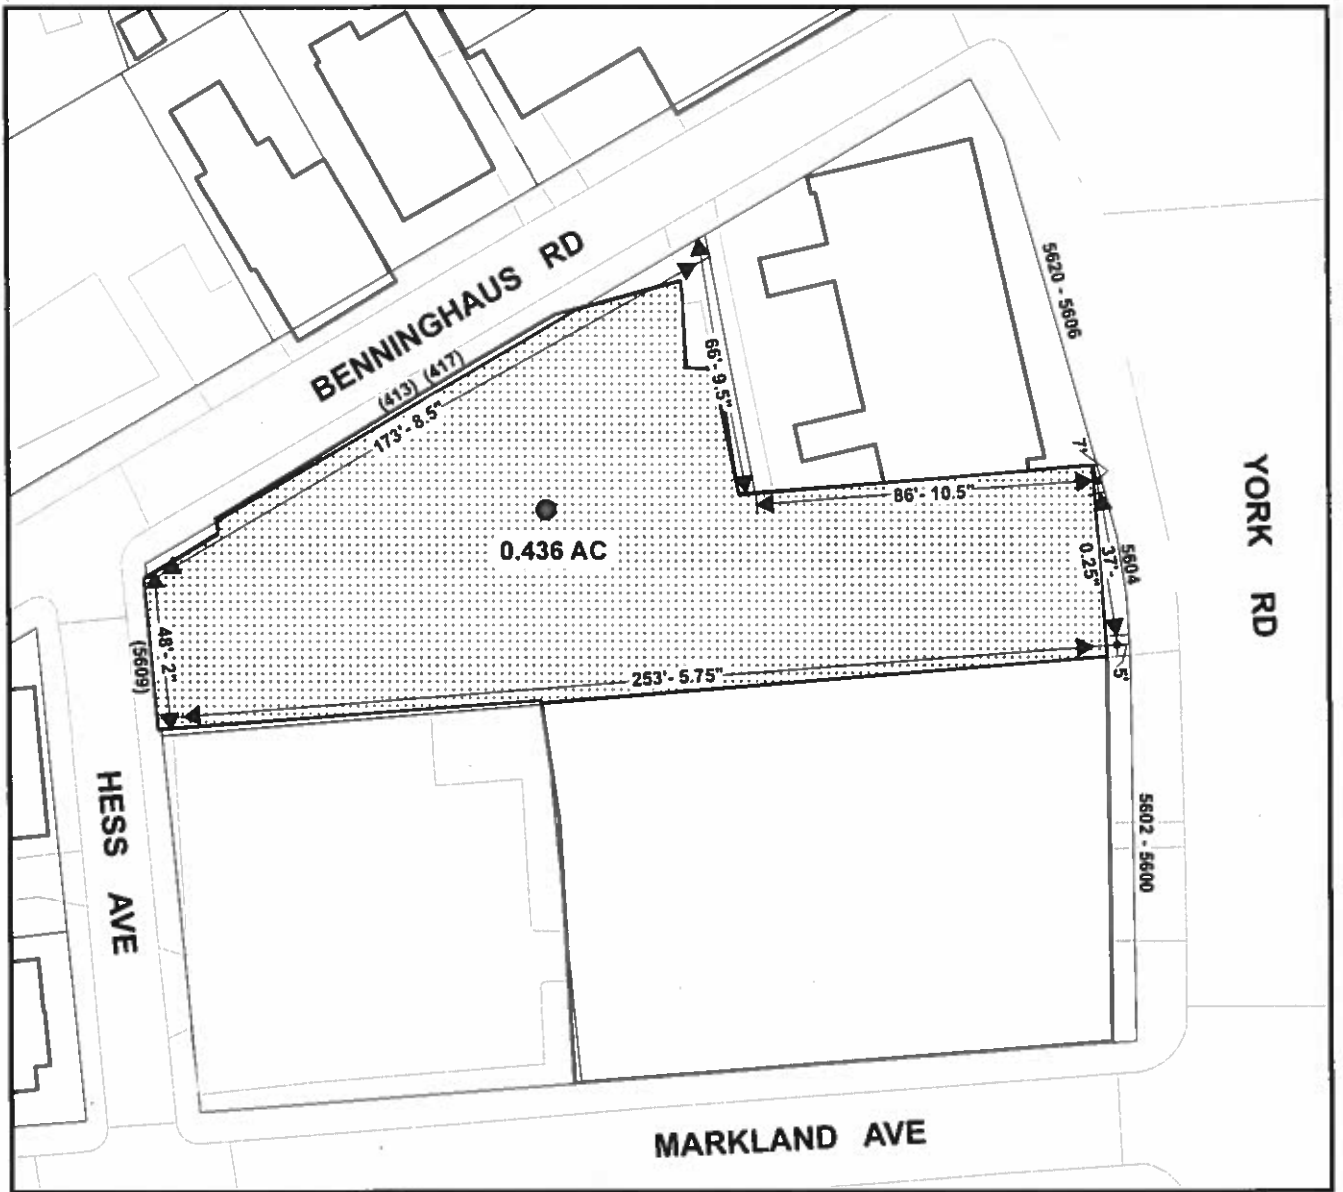 BENNINGHAUS RD
(413) (417)
173'- 8.5"
66'- 9.5"
5620 - 5606
7'
86'- 10.5"
YORK RD
0.436 AC
5604
37'-
0.25"
48'- 2"
(5609)
253'- 5.75"
5'
HESS AVE
5602 - 5600
MARKLAND AVE